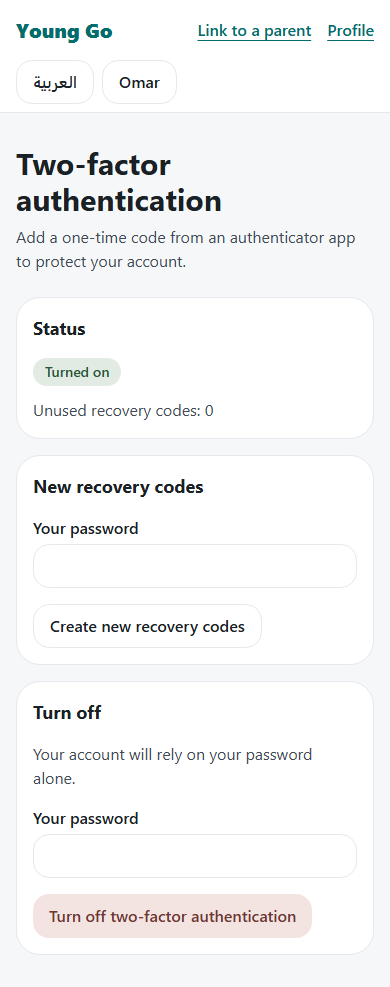 Young Go
Link to a parent
Profile
العربية
Omar
Two-factor
authentication
Add a one-time code from an authenticator app
to protect your account.
Status
Turned on
Unused recovery codes: 0
New recovery codes
Your password
Create new recovery codes
Turn off
Your account will rely on your password
alone.
Your password
Turn off two-factor authentication